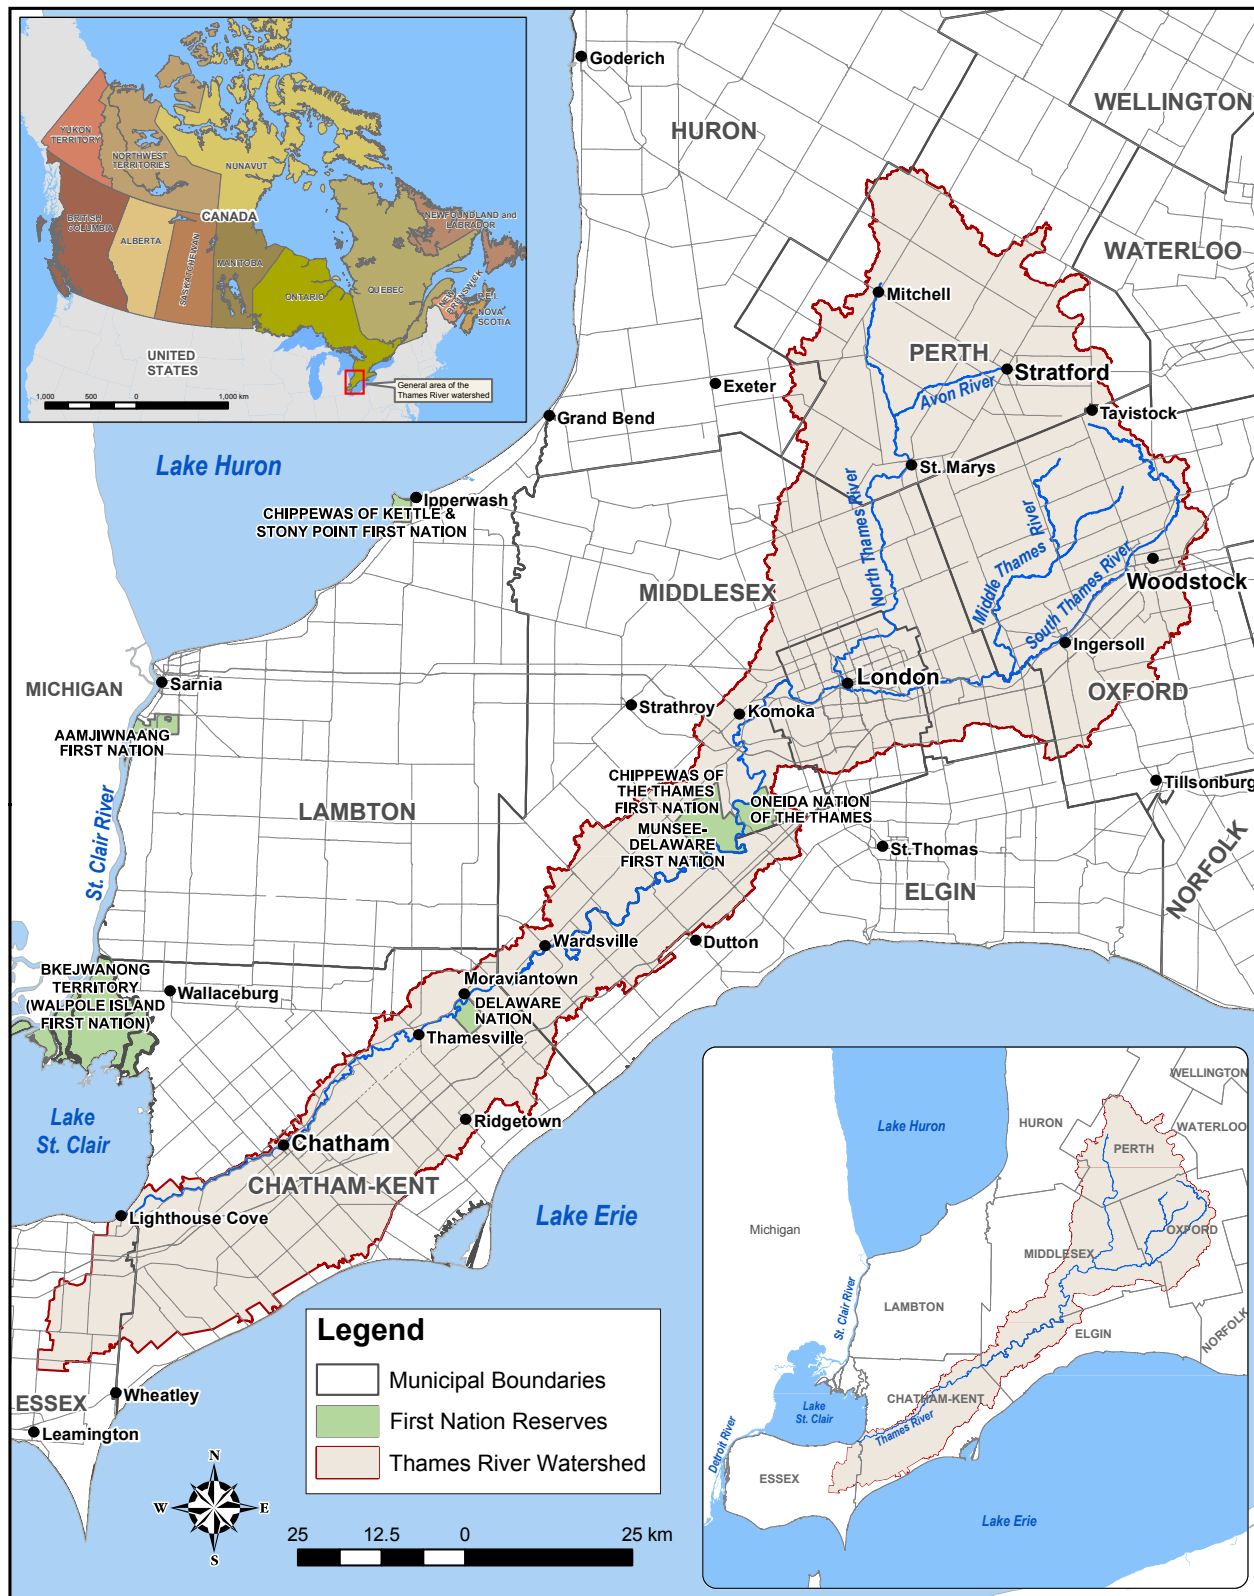 YUKON
TERRITORY
NORTHWEST
TERRITORIES
NUNAVUT
BRITISH
COLUMBIA
ALBERTA
SASKATCHEWAN
CANADA
MANITOBA
ONTARIO
QUEBEC
NEWFOUNDLAND and
LABRADOR
NEW
BRUNSWICK
P.E.I.
NOVA
SCOTIA
UNITED
STATES
General area of the
Thames River watershed
1,000 500 0 1,000 km
Goderich
HURON
WELLINGTON
WATERLOO
Mitchell
PERTH
Stratford
Avon River
Exeter
Tavistock
Grand Bend
Lake Huron
St. Marys
Ipperwash
CHIPPEWAS OF KETTLE &
STONY POINT FIRST NATION
North Thames River
Middle Thames River
South Thames River
Woodstock
MIDDLESEX
Ingersoll
MICHIGAN
Sarnia
London
OXFORD
Strathroy
Komoka
AAMJIWNAANG
FIRST NATION
CHIPPEWAS OF
THE THAMES
FIRST NATION
ONEIDA NATION
OF THE THAMES
Tillsonburg
LAMBTON
MUNSEE-
DELAWARE
FIRST NATION
St. Clair River
St.Thomas
NORFOLK
ELGIN
Wardsville
Dutton
BKEJWANONG
TERRITORY
(WALPOLE ISLAND
FIRST NATION)
Wallaceburg
Moraviantown
DELAWARE
NATION
Thamesville
Lake
St. Clair
Ridgetown
Chatham
CHATHAM-KENT
Lighthouse Cove
Lake Erie
ESSEX
Wheatley
Leamington
Legend
Municipal Boundaries
First Nation Reserves
Thames River Watershed
N
W E
S
25 12.5 0 25 km
WELLINGTON
Lake Huron
HURON
WATERLOO
PERTH
Michigan
OXFORD
MIDDLESEX
St. Clair River
LAMBTON
ELGIN
NORFOLK
CHATHAM-KENT
Lake
St. Clair
Thames River
Detroit River
ESSEX
Lake Erie